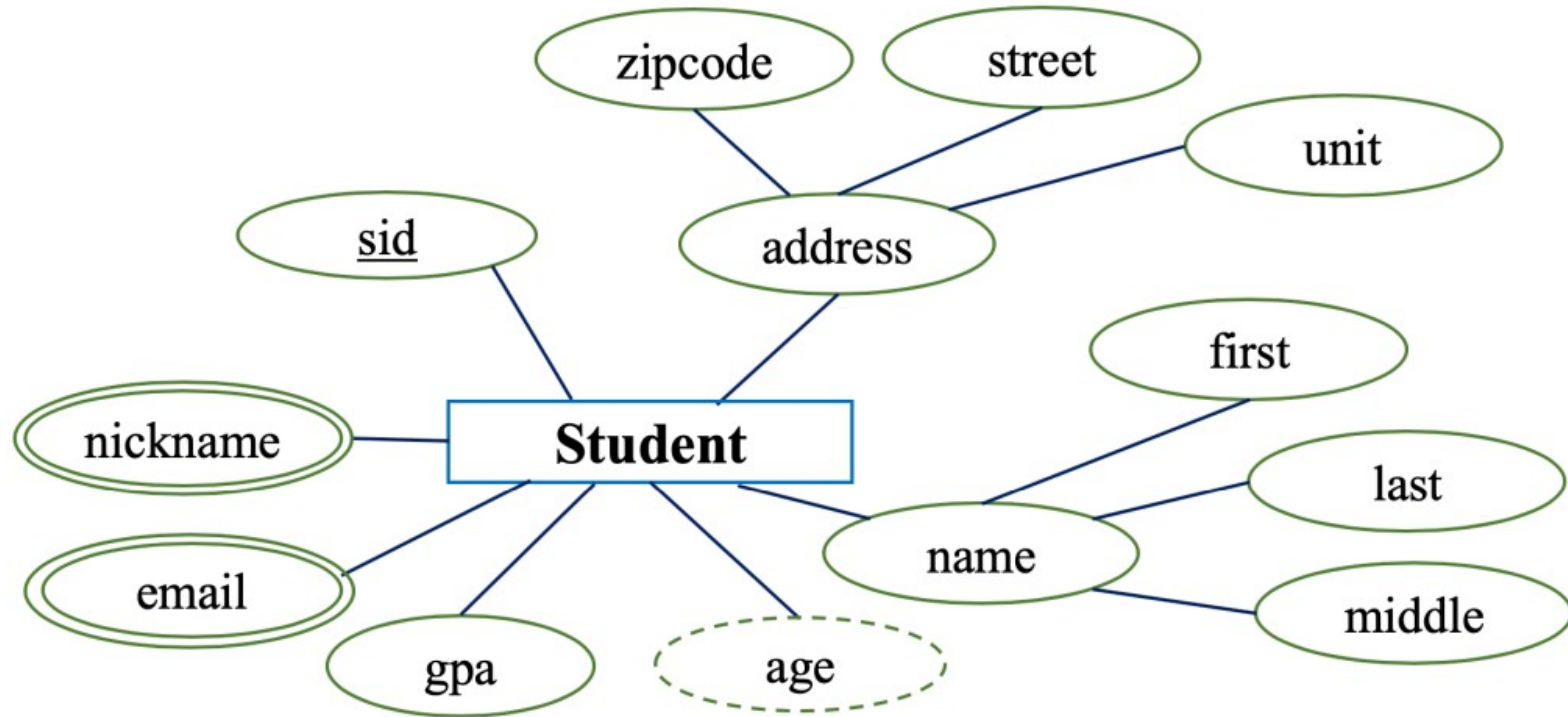 zipcode
street
unit
sid
address
first
nickname
Student
last
name
email
middle
gpa
age